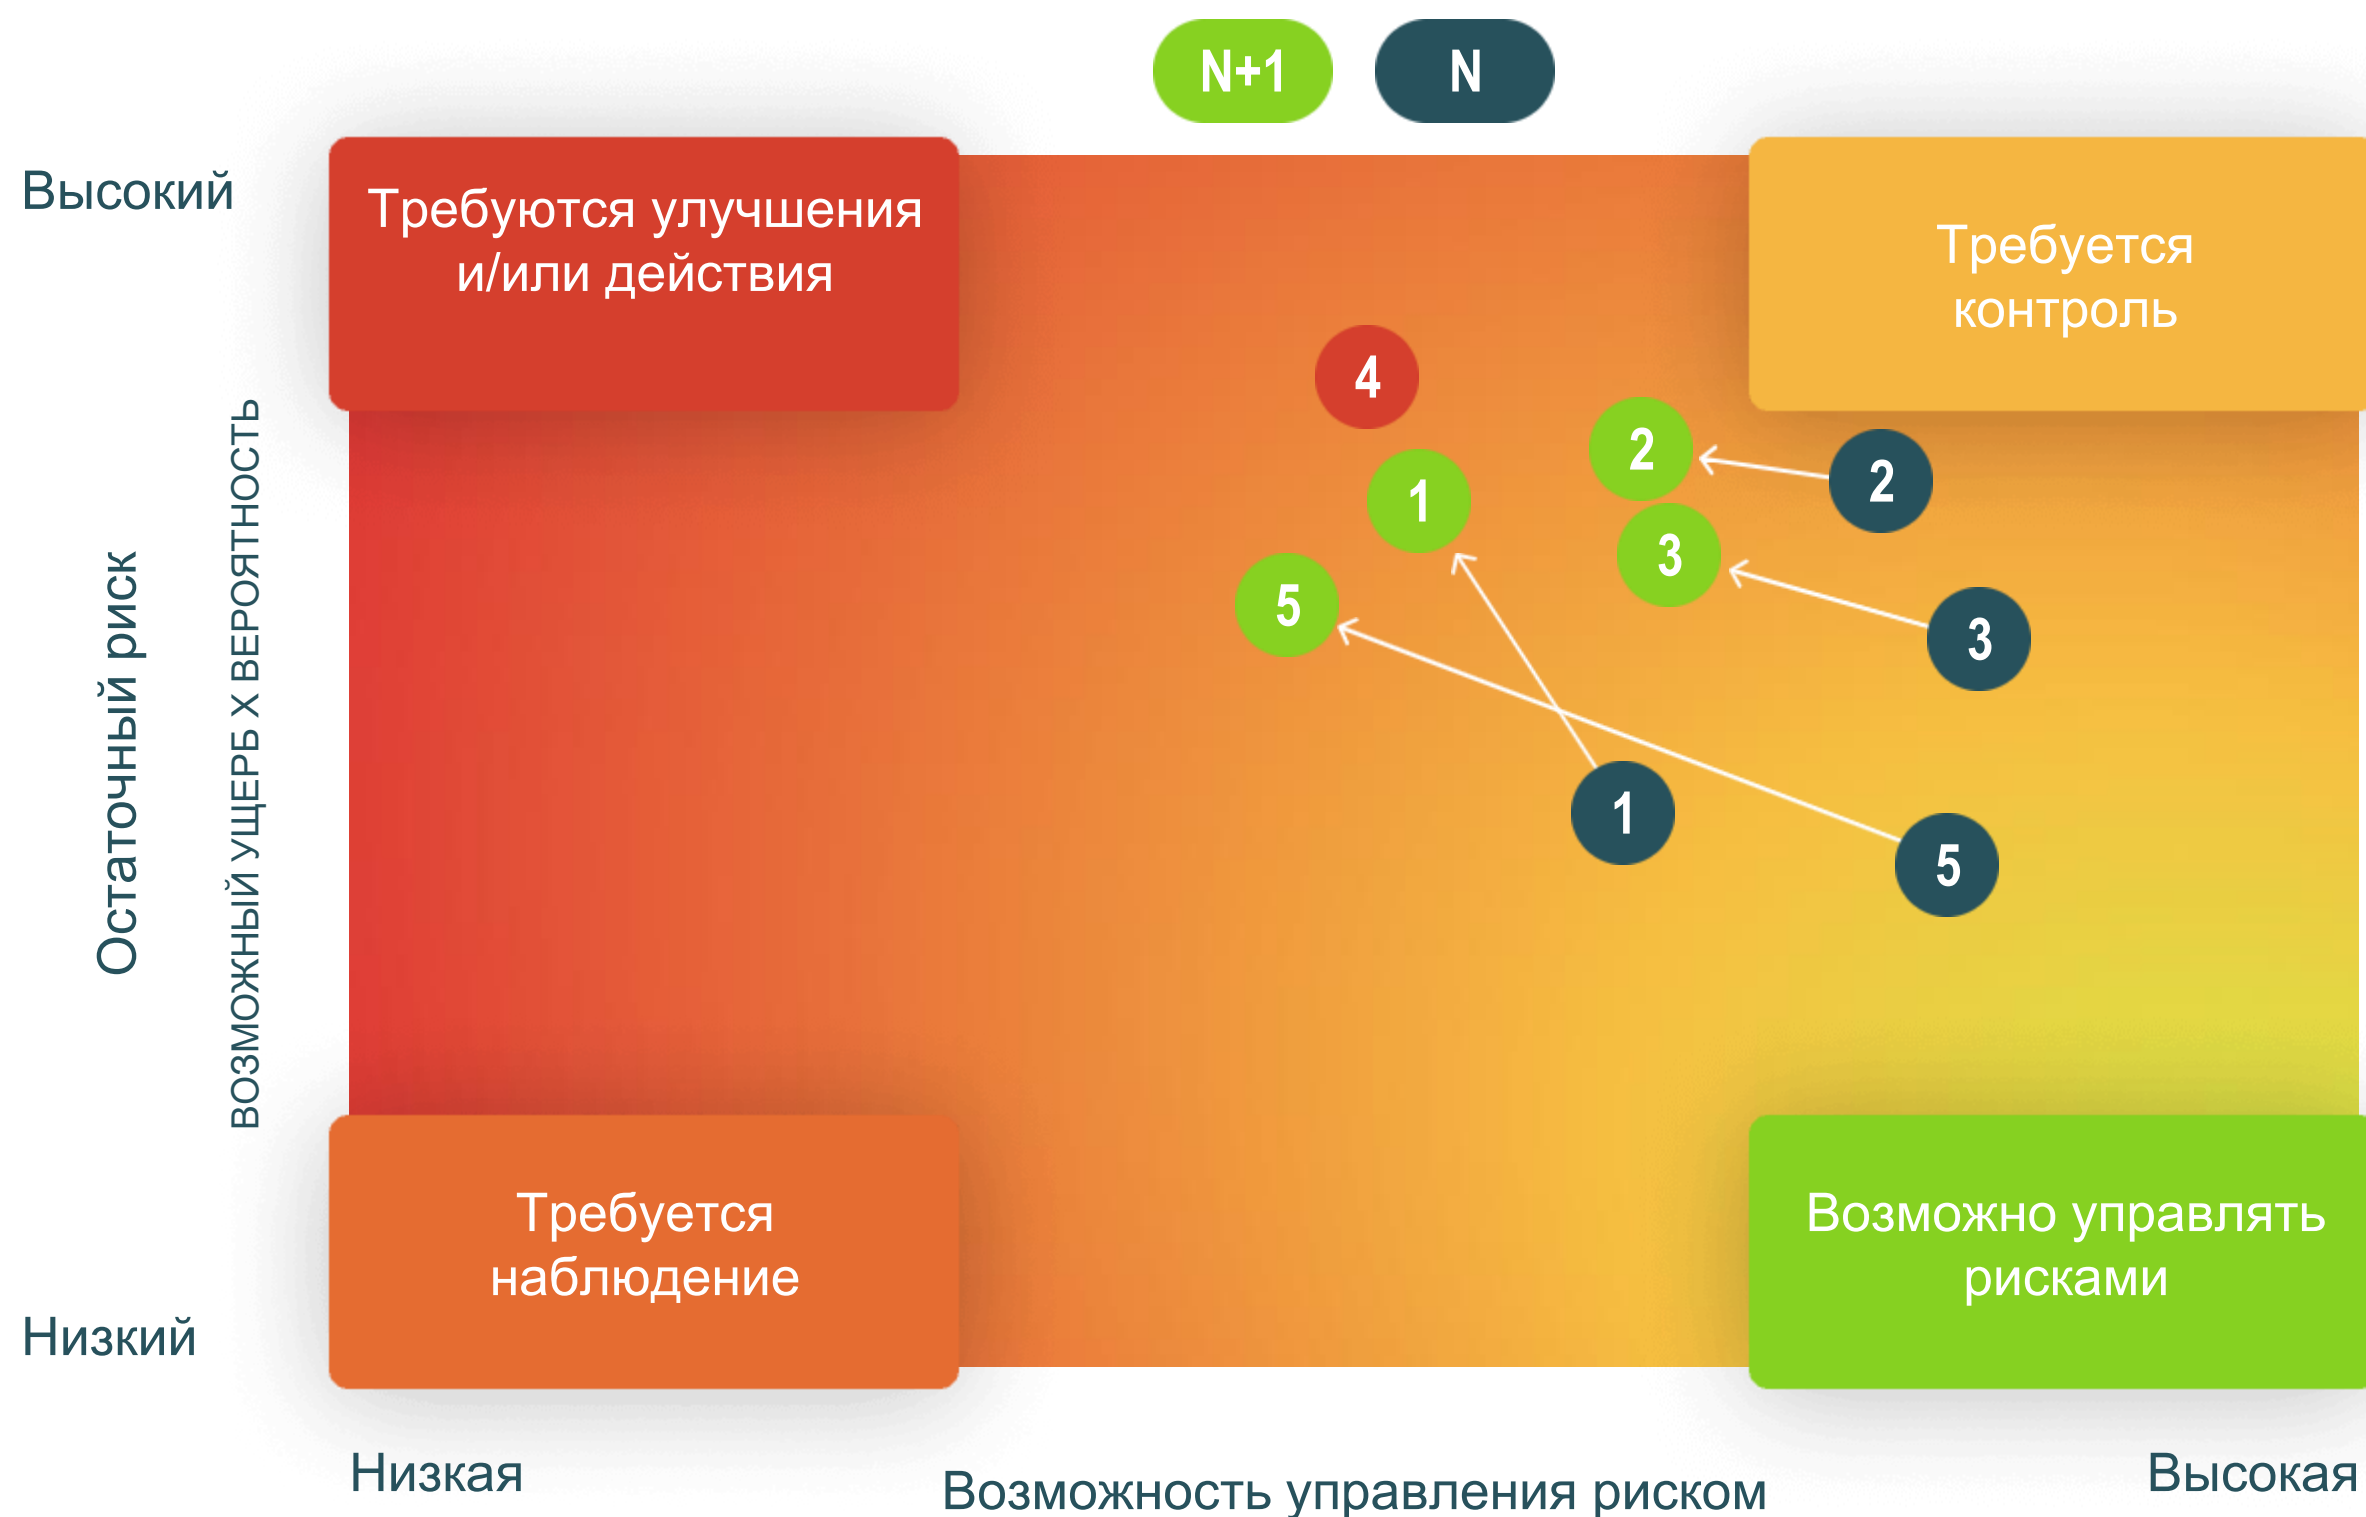 N+1
N
Высокий
Требуются улучшения
и/или действия
Требуется
контроль
4
2
2
1
3
5
3
1
5
Остаточный риск
ВОЗМОЖНЫЙ УЩЕРБ X ВЕРОЯТНОСТЬ
Требуется
наблюдение
Возможно управлять
рисками
Низкий
Низкая
Возможность управления риском
Высокая